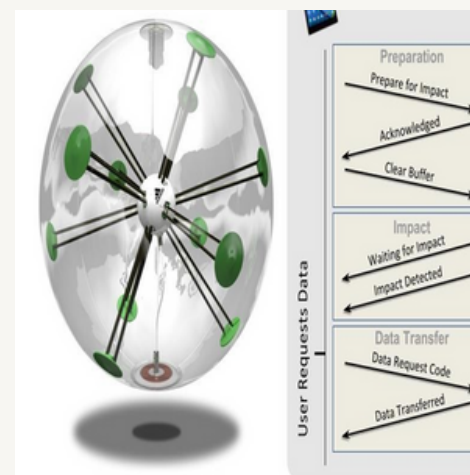 Preparation
Prepare for Impact
Acknowledged
Clear Buffer
Impact
Waiting for Impact
Impact Detected
Data Transfer
Data Request Code
Data Transferred
User Requests Data